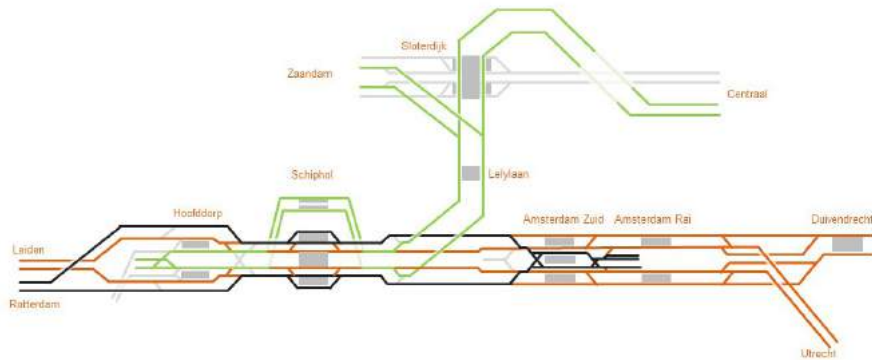 Sloterdijk
Zaandam
Centraal
Lelylaan
Schiphol
Hoofddorp
Amsterdam Zuid
Amsterdam Rai
Duivendrecht
Leiden
Rotterdam
Utrecht